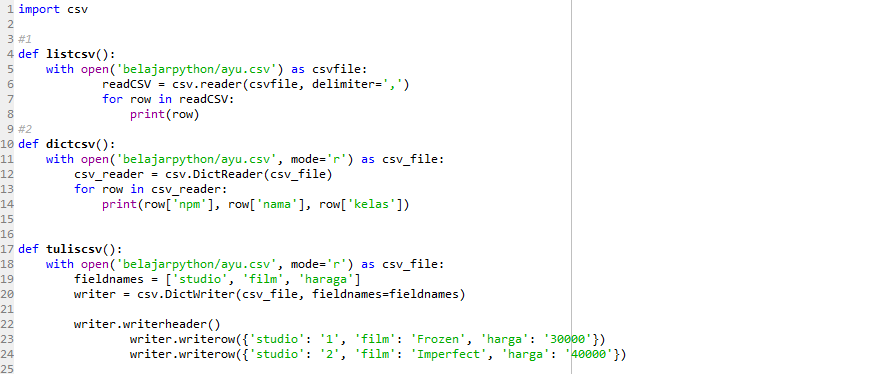 1 import csv
2
3 #1
4 def listcsv():
5     with open('belajarpython/ayu.csv') as csvfile:
6             readCSV = csv.reader(csvfile, delimiter=',')
7             for row in readCSV:
8                 print(row)
9 #2
10 def dictcsv():
11     with open('belajarpython/ayu.csv', mode='r') as csv_file:
12         csv_reader = csv.DictReader(csv_file)
13         for row in csv_reader:
14             print(row['npm'], row['nama'], row['kelas'])
15
16
17 def tuliscsv():
18     with open('belajarpython/ayu.csv', mode='r') as csv_file:
19         fieldnames = ['studio', 'film', 'haraga']
20         writer = csv.DictWriter(csv_file, fieldnames=fieldnames)
21
22         writer.writerheader()
23                 writer.writerow({'studio': '1', 'film': 'Frozen', 'harga': '30000'})
24                 writer.writerow({'studio': '2', 'film': 'Imperfect', 'harga': '40000'})
25